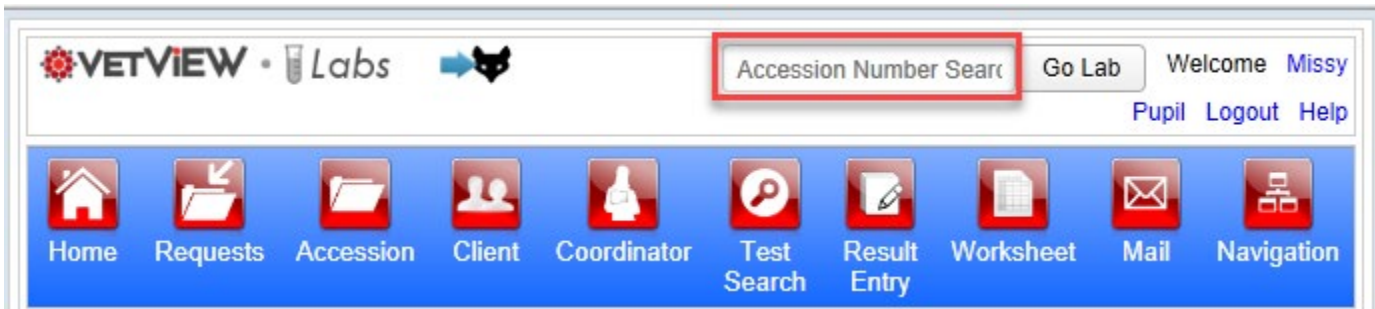 VETViEW · Labs
Accession Number Searc Go Lab Welcome Missy
Pupil Logout Help
Home Requests Accession Client Coordinator Test Search Result Entry Worksheet Mail Navigation